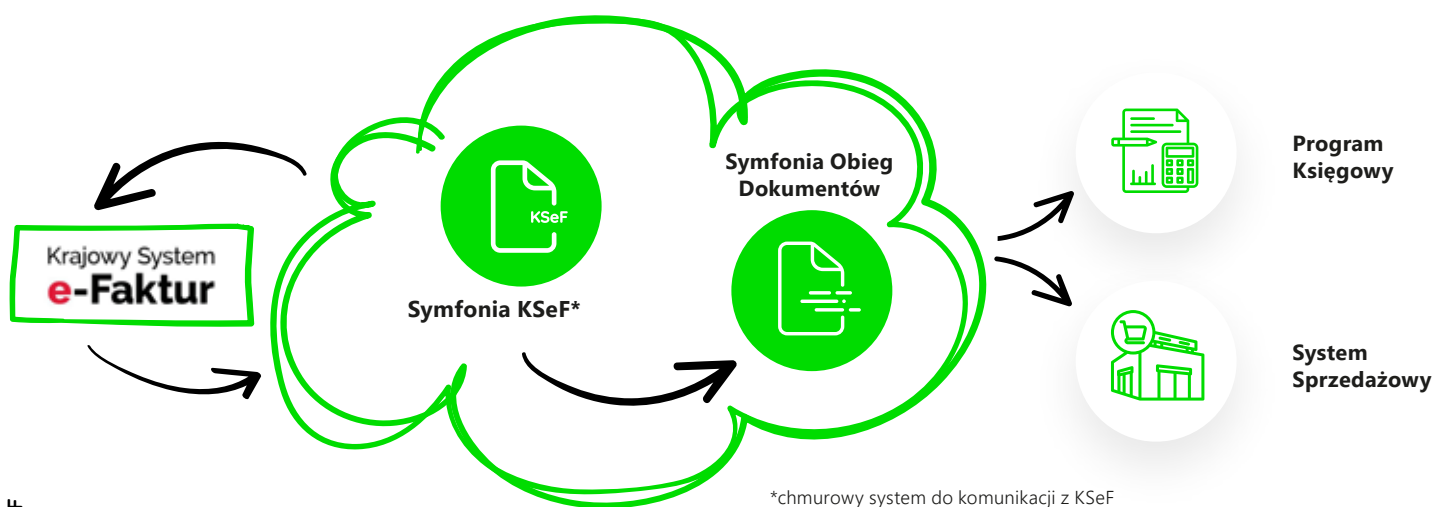 Krajowy System
e-Faktur
KSeF
Symfonia KSeF*
Symfonia Obieg
Dokumentów
Program
Księgowy
System
Sprzedażowy
*chmurowy system do komunikacji z KSeF